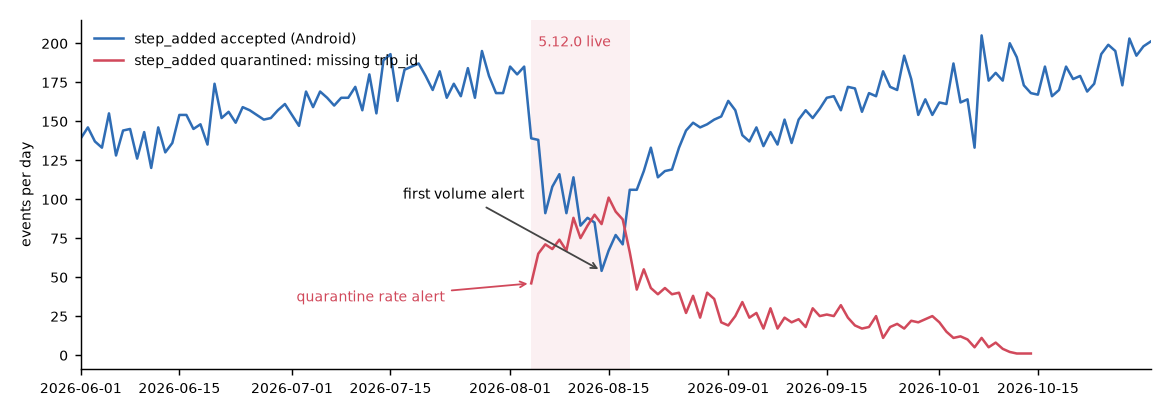 step_added accepted (Android)
step_added quarantined: missing trip_id
5.12.0 live
first volume alert
quarantine rate alert
events per day
200
175
150
125
100
75
50
25
0
2026-06-01 2026-06-15 2026-07-01 2026-07-15 2026-08-01 2026-08-15 2026-09-01 2026-09-15 2026-10-01 2026-10-15